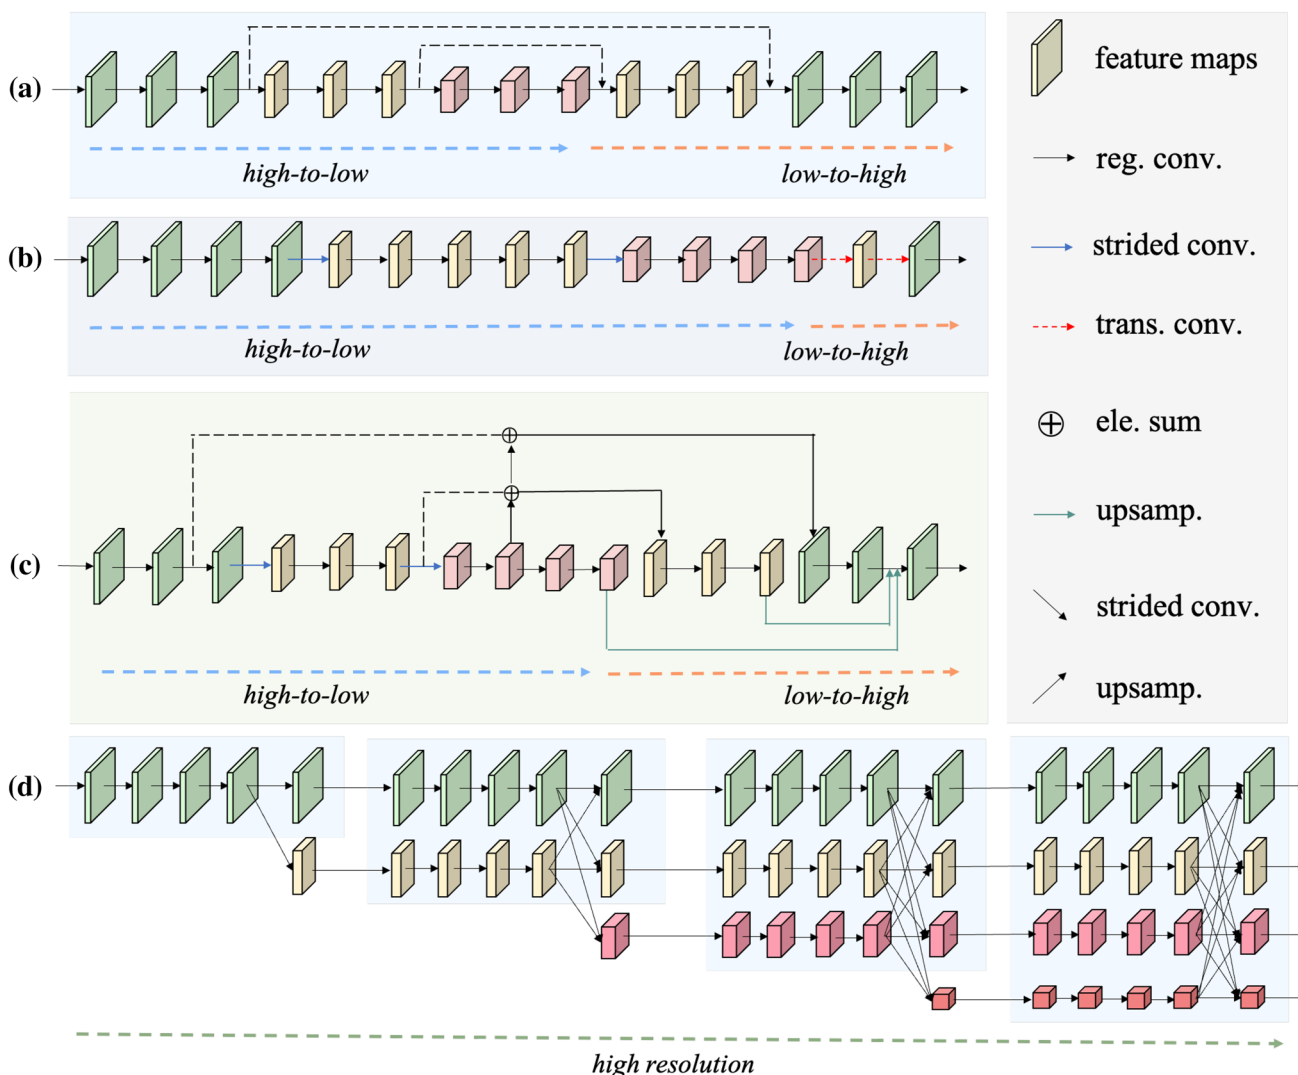 (a)
high-to-low
low-to-high
(b)
high-to-low
low-to-high
(c)
high-to-low
low-to-high
(d)
high resolution
feature maps
reg. conv.
strided conv.
trans. conv.
ele. sum
upsamp.
strided conv.
upsamp.